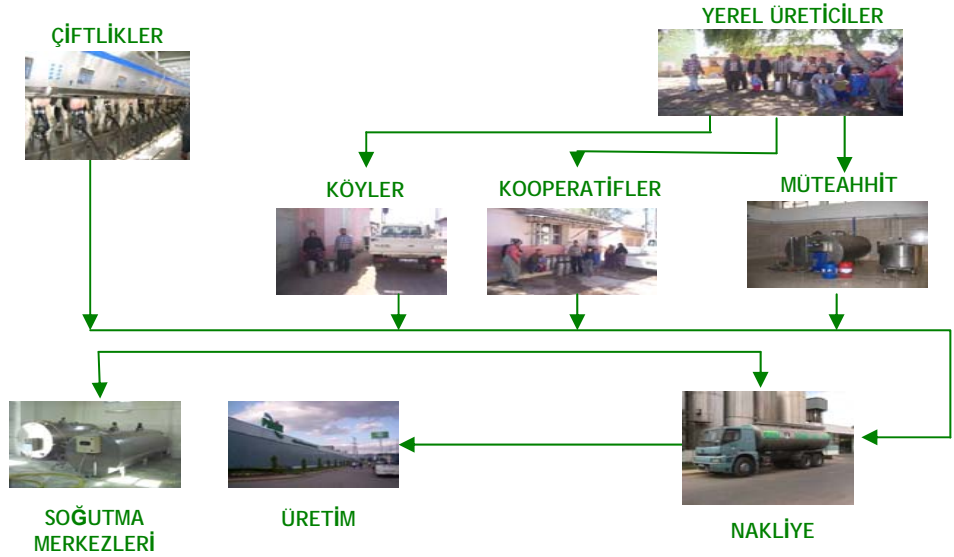 YEREL ÜRETİCİLER
ÇİFTLİKLER
KÖYLER
KOOPERATİFLER
MÜTEAHHİT
SOĞUTMA
MERKEZLERİ
ÜRETİM
NAKLİYE